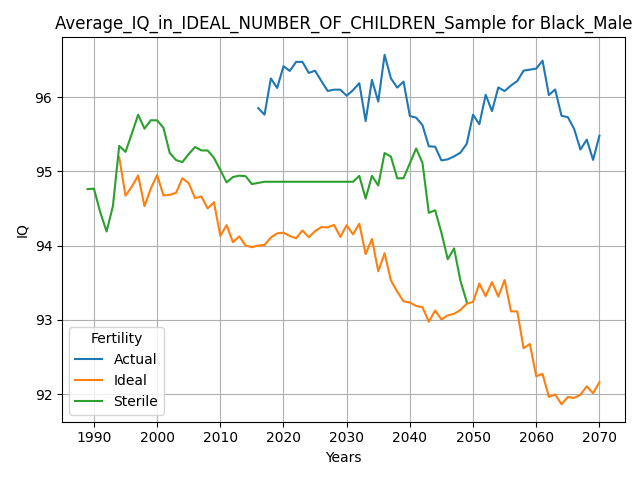 Average_IQ_in_IDEAL_NUMBER_OF_CHILDREN_Sample for Black_Male
IQ
96
95
94
93
92
Fertility
Actual
Ideal
Sterile
1990 2000 2010 2020 2030 2040 2050 2060 2070
Years